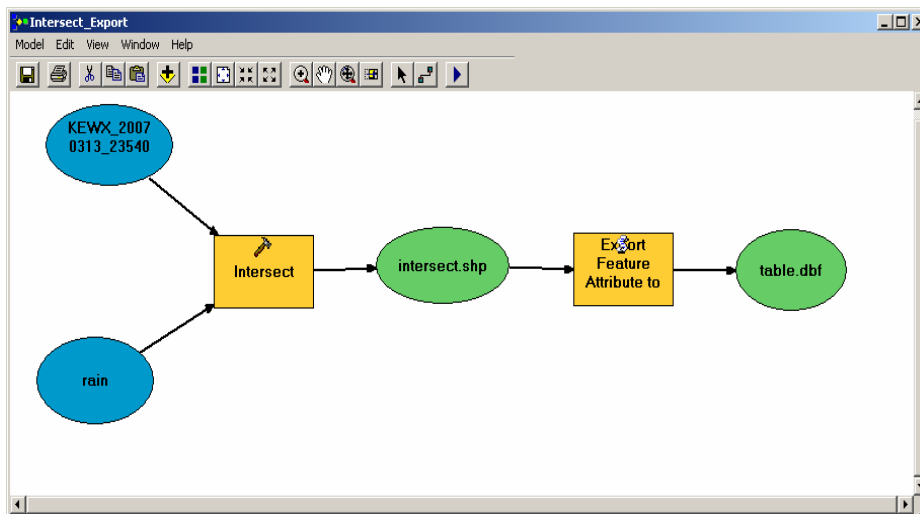 Intersect_Export
Model Edit View Window Help
KEWX_2007
0313_23540
Intersect
intersect.shp
Export
Feature
Attribute to
table.dbf
rain